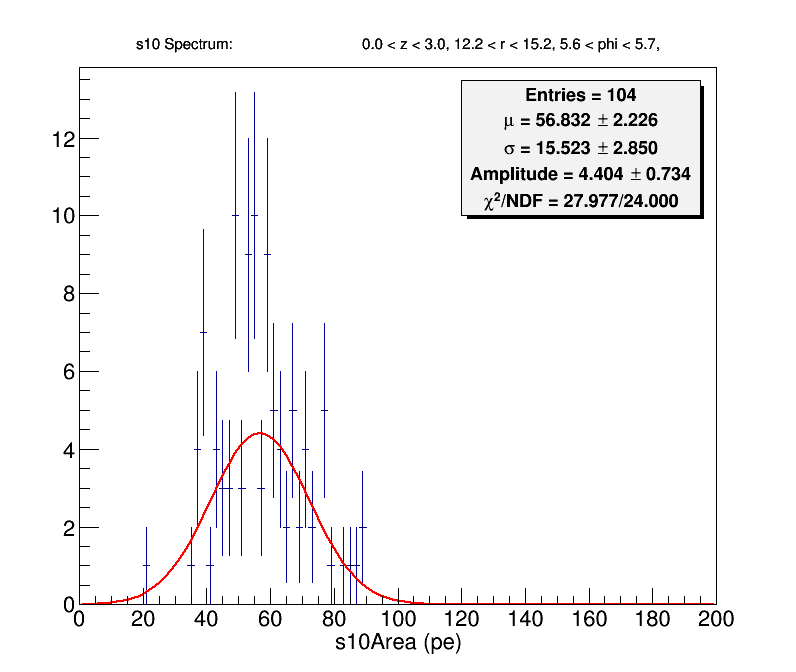 s10 Spectrum: 0.0 < z < 3.0, 12.2 < r < 15.2, 5.6 < phi < 5.7,
Entries = 104
μ = 56.832 ± 2.226
σ = 15.523 ± 2.850
Amplitude = 4.404 ± 0.734
χ²/NDF = 27.977/24.000
12
10
8
6
4
2
0
0 20 40 60 80 100 120 140 160 180 200
s10Area (pe)